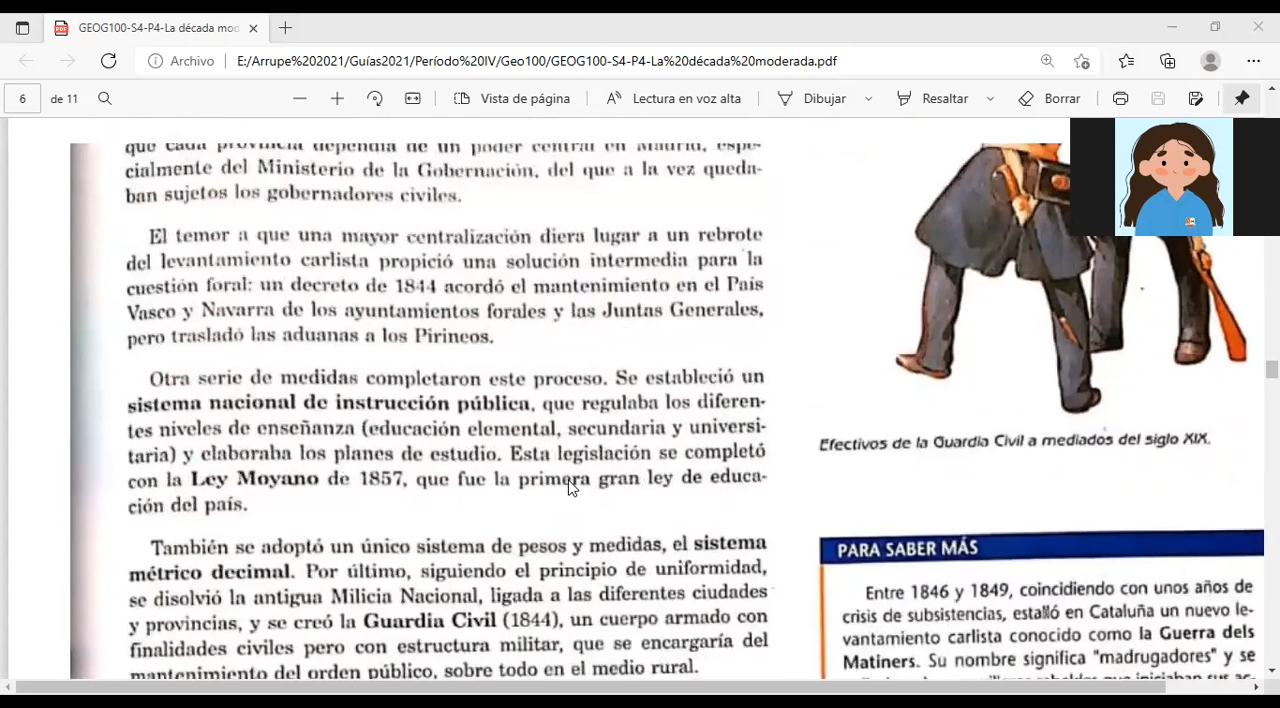 GEOG100-S4-P4-La década mod
Archivo
E:/Arrupe%202021/Guías2021/Período%20IV/Geo100/GEOG100-S4-P4-La%20década%20moderada.pdf
6 de 11
Vista de página
Lectura en voz alta
Dibujar
Resaltar
Borrar
que cada provincia dependía de un poder central en Madrid, espe-
cialmente del Ministerio de la Gobernación, del que a la vez queda-
ban sujetos los gobernadores civiles.
El temor a que una mayor centralización diera lugar a un rebrote
del levantamiento carlista propició una solución intermedia para la
cuestión foral: un decreto de 1844 acordó el mantenimiento en el País
Vasco y Navarra de los ayuntamientos forales y las Juntas Generales,
pero trasladó las aduanas a los Pirineos.
Otra serie de medidas completaron este proceso. Se estableció un
sistema nacional de instrucción pública, que regulaba los diferen-
tes niveles de enseñanza (educación elemental, secundaria y universi-
taria) y elaboraba los planes de estudio. Esta legislación se completó
con la Ley Moyano de 1857, que fue la primera gran ley de educa-
ción del país.
También se adoptó un único sistema de pesos y medidas, el sistema
métrico decimal. Por último, siguiendo el principio de uniformidad,
se disolvió la antigua Milicia Nacional, ligada a las diferentes ciudades
y provincias, y se creó la Guardia Civil (1844), un cuerpo armado con
finalidades civiles pero con estructura militar, que se encargaría del
mantenimiento del orden público, sobre todo en el medio rural.
Efectivos de la Guardia Civil a mediados del siglo XIX.
PARA SABER MÁS
Entre 1846 y 1849, coincidiendo con unos años de
crisis de subsistencias, estalló en Cataluña un nuevo le-
vantamiento carlista conocido como la Guerra dels
Matiners. Su nombre significa "madrugadores" y se